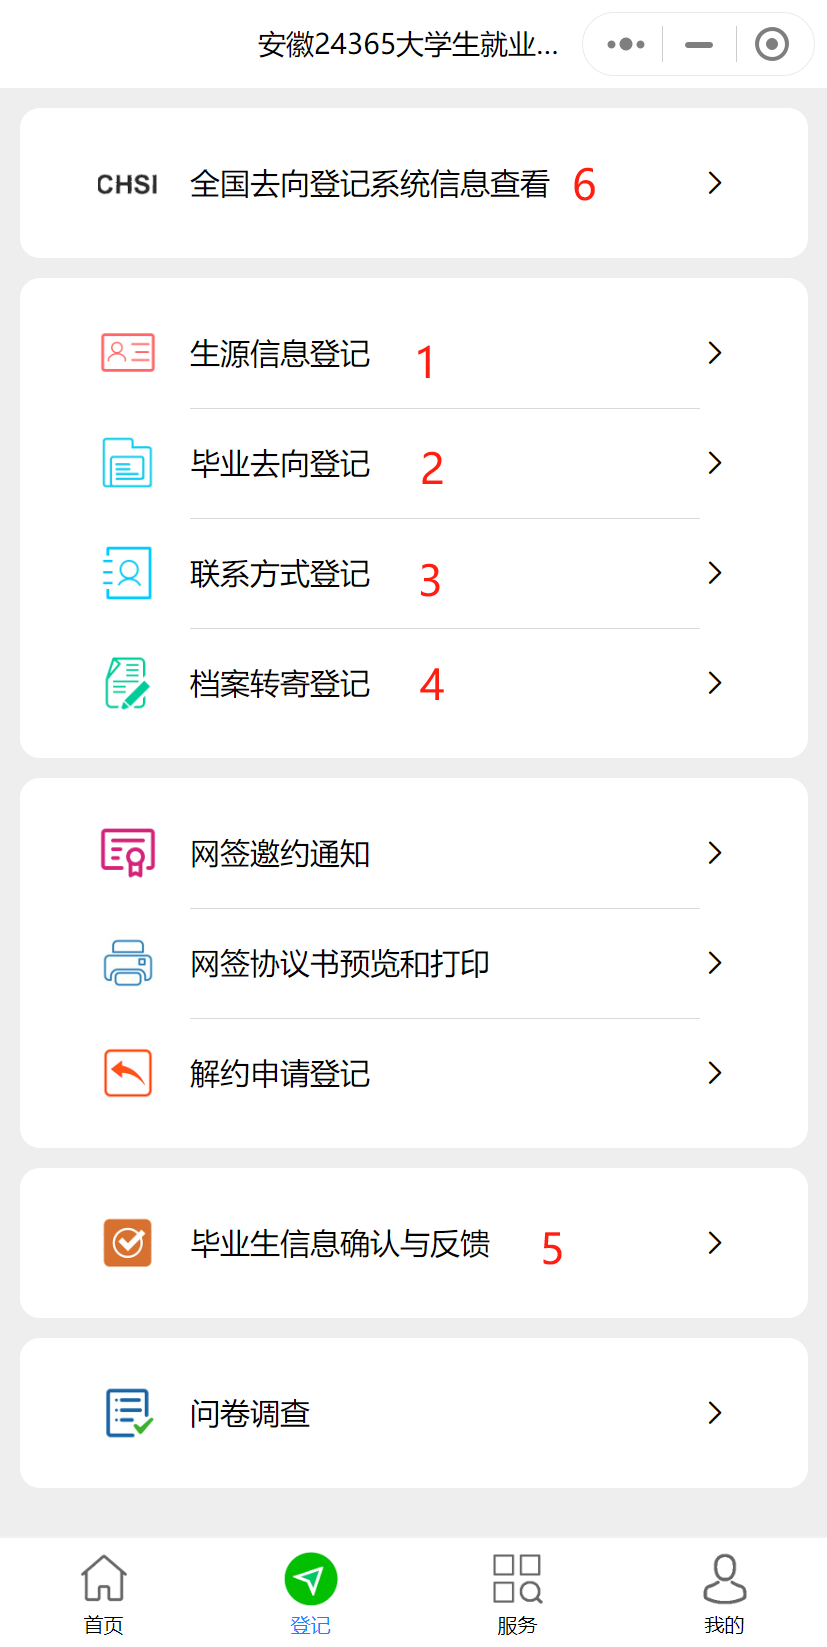 安徽24365大学生就业...
CHSI 全国去向登记系统信息查看 6
生源信息登记 1
毕业去向登记 2
联系方式登记 3
档案转寄登记 4
网签邀约通知
网签协议书预览和打印
解约申请登记
毕业生信息确认与反馈 5
问卷调查
首页 登记 服务 我的